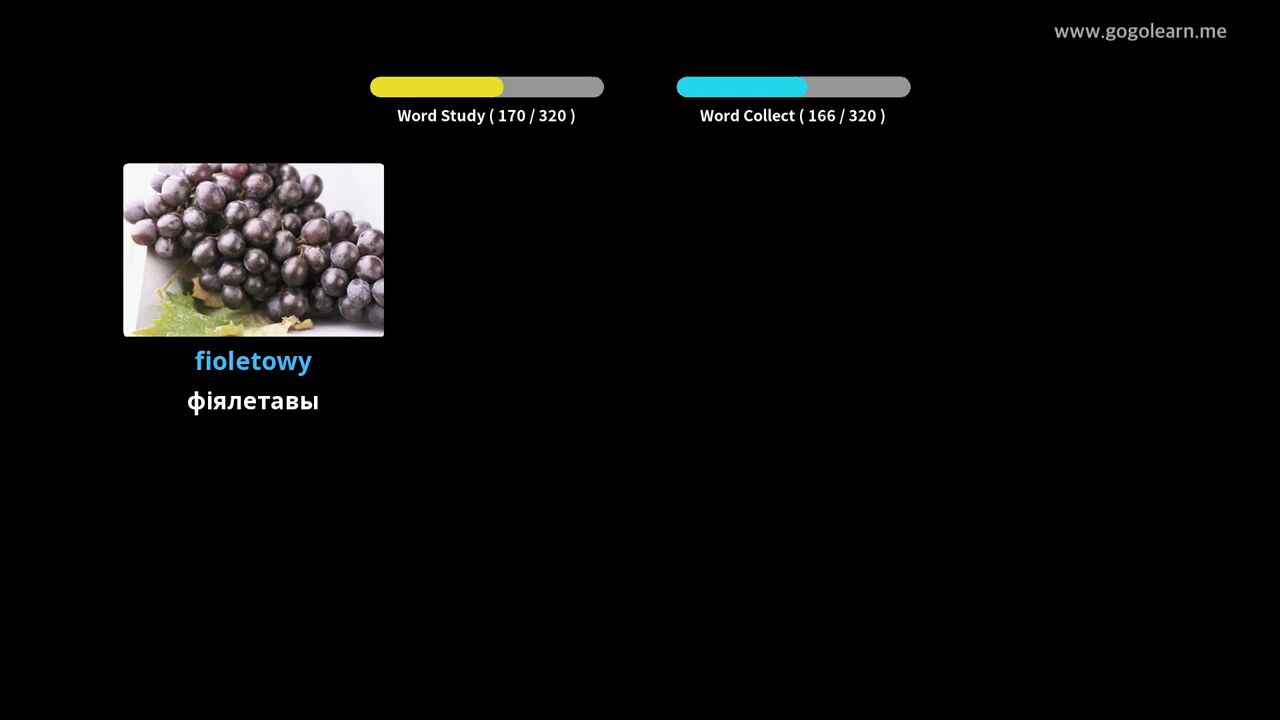 www.gogolearn.me
Word Study ( 170 / 320 )
Word Collect ( 166 / 320 )
fioletowy
фіялетавы